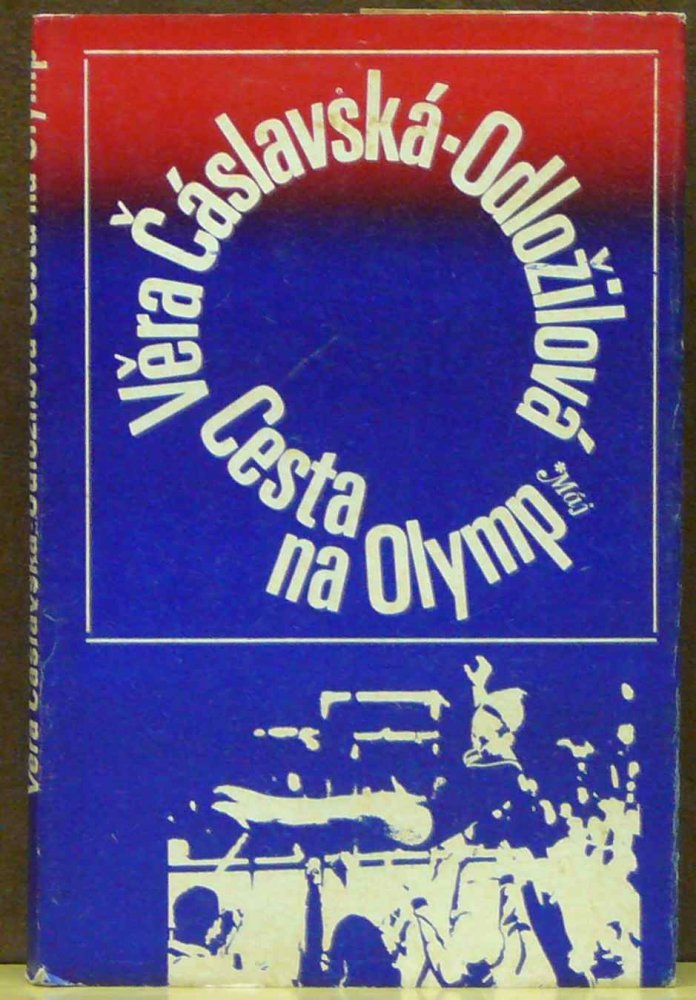 Věra Čáslavská-Odložilová
Cesta
na Olymp
*Máj
Věra Čáslavská-Odložilová Cesta na Olymp